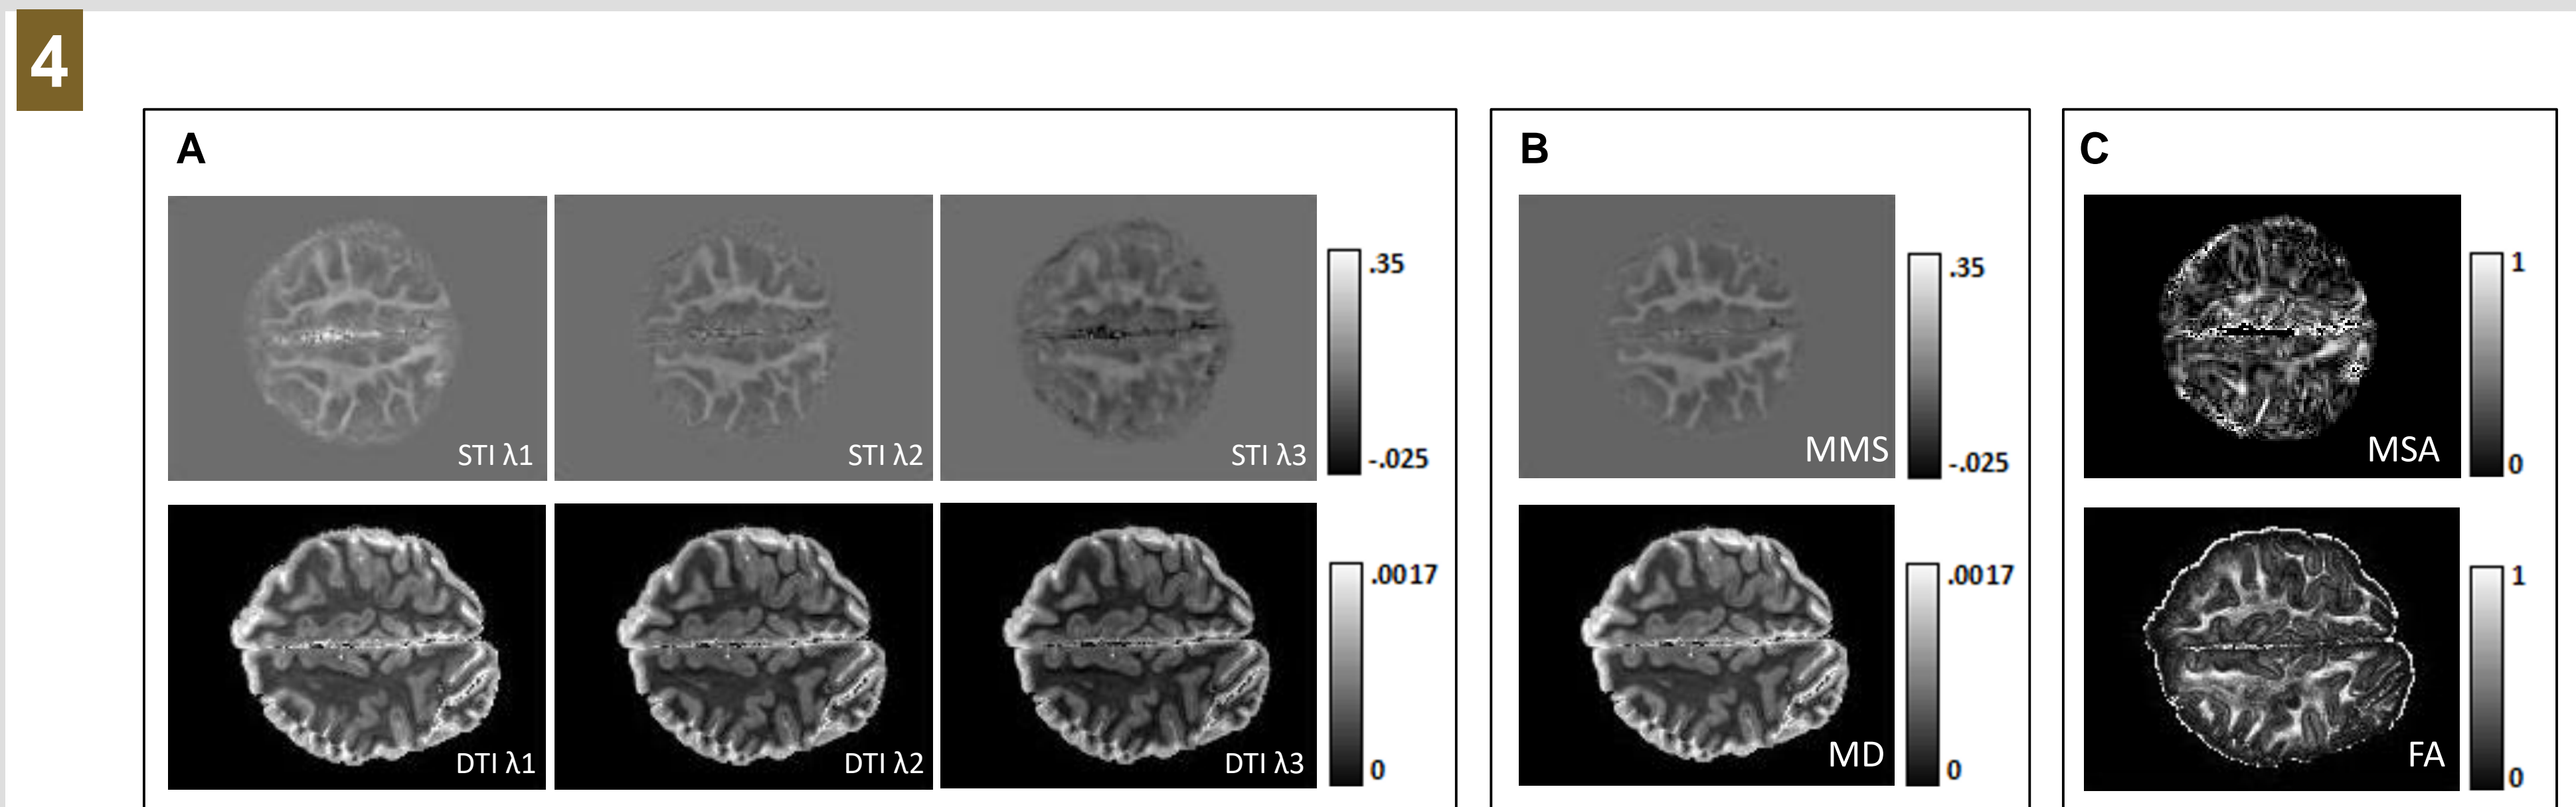 4
A
STI λ1
STI λ2
STI λ3
.35
-.025
DTI λ1
DTI λ2
DTI λ3
.0017
0
B
MMS
.35
-.025
MD
.0017
0
C
MSA
1
0
FA
1
0